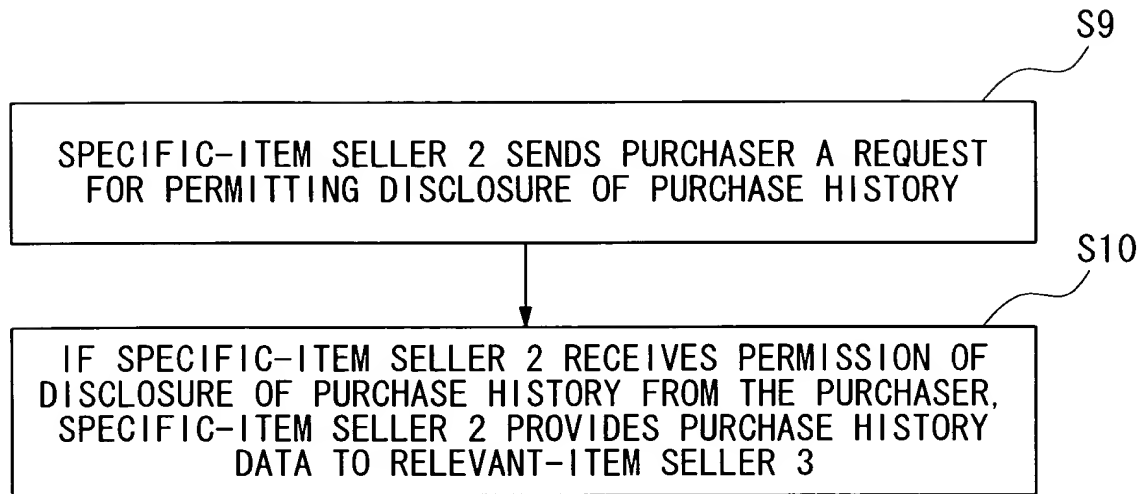 S9
SPECIFIC-ITEM SELLER 2 SENDS PURCHASER A REQUEST
FOR PERMITTING DISCLOSURE OF PURCHASE HISTORY
S10
IF SPECIFIC-ITEM SELLER 2 RECEIVES PERMISSION OF
DISCLOSURE OF PURCHASE HISTORY FROM THE PURCHASER,
SPECIFIC-ITEM SELLER 2 PROVIDES PURCHASE HISTORY
DATA TO RELEVANT-ITEM SELLER 3